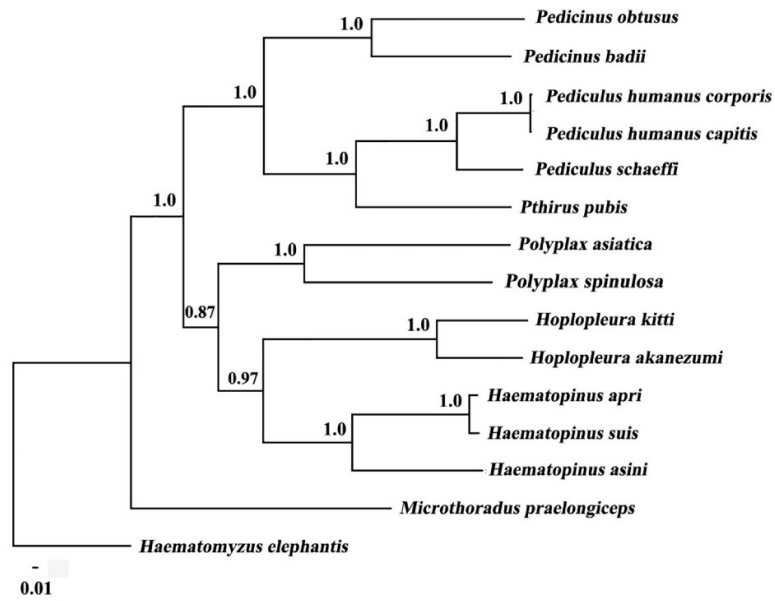 1.0
Pedicinus obtusus
Pedicinus badii
1.0
1.0
Pediculus humanus corporis
1.0
Pediculus humanus capitis
1.0
Pediculus schaeffi
1.0
Pthirus pubis
1.0
Polyplax asiatica
Polyplax spinulosa
0.87
1.0
Hoplopleura kitti
Hoplopleura akanezumi
0.97
1.0
Haematopinus apri
1.0
Haematopinus suis
Haematopinus asini
Microthoradus praelongiceps
Haematomyzus elephantis
0.01